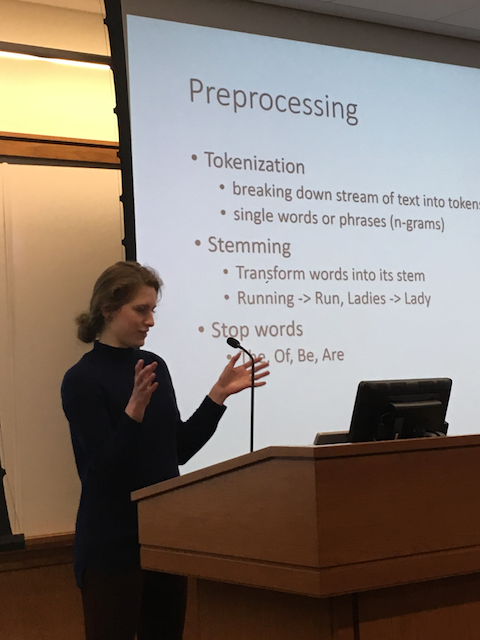 Preprocessing
• Tokenization
• breaking down stream of text into tokens
• single words or phrases (n-grams)
• Stemming
• Transform words into its stem
• Running -> Run, Ladies -> Lady
• Stop words
Of, Be, Are